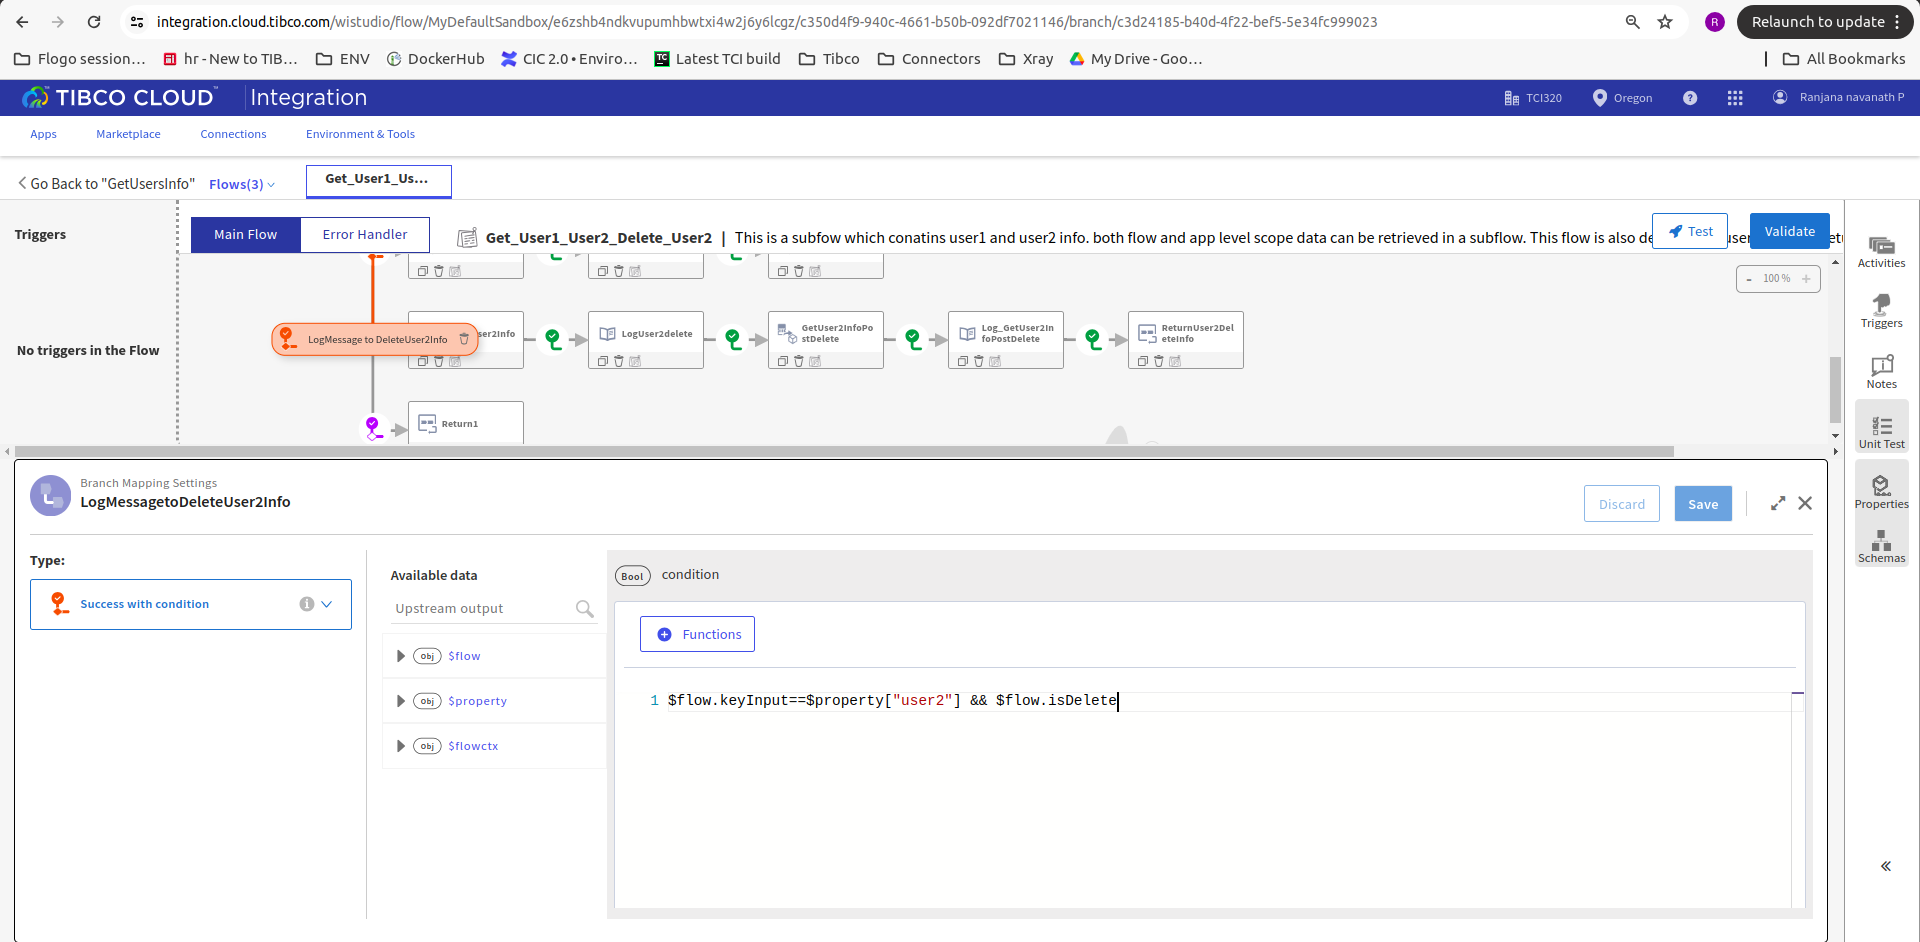 integration.cloud.tibco.com/wistudio/flow/MyDefaultSandbox/e6zshb4ndkvupumhbwtxi4w2j6y6lcgz/c350d4f9-940c-4661-b50b-092df7021146/branch/c3d24185-b40d-4f22-bef5-5e34fc999023
R
Relaunch to update
Flogo session...
hr - New to TIB...
ENV
DockerHub
CIC 2.0 • Enviro...
Latest TCI build
Tibco
Connectors
Xray
My Drive - Goo...
All Bookmarks
TIBCO CLOUD
Integration
TCI320
Oregon
Ranjana navanath P
Apps
Marketplace
Connections
Environment & Tools
Go Back to "GetUsersInfo"
Flows(3)
Get_User1_Us...
Triggers
Main Flow
Error Handler
Get_User1_User2_Delete_User2 | This is a subfow which conatins user1 and user2 info. both flow and app level scope data can be retrieved in a subflow. This flow is also de
Test
Validate
- 100 % +
No triggers in the Flow
LogMessage to DeleteUser2Info
ser2Info
LogUser2delete
GetUser2InfoPo
stDelete
Log_GetUser2In
foPostDelete
ReturnUser2Del
eteInfo
Return1
Activities
Triggers
Notes
Unit Test
Properties
Schemas
Branch Mapping Settings
LogMessagetoDeleteUser2Info
Discard
Save
Type:
Success with condition
Available data
Upstream output
Obj $flow
Obj $property
Obj $flowctx
Bool condition
Functions
1 $flow.keyInput==$property["user2"] && $flow.isDelete